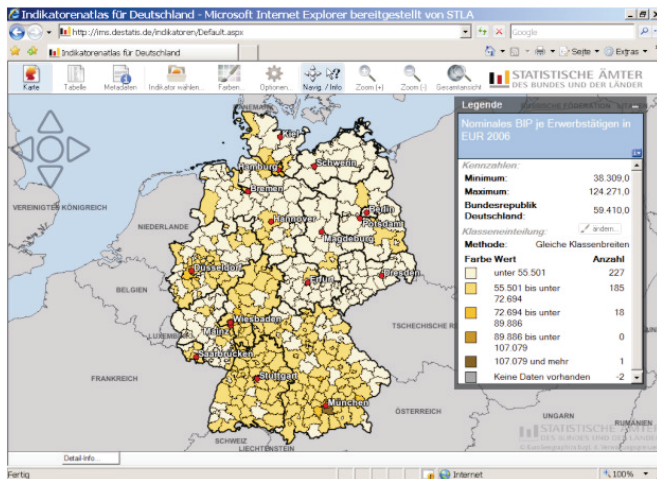 Indikatorenatlas für Deutschland - Microsoft Internet Explorer bereitgestellt von STLA
http://ims.destatis.de/indikatoren/Default.aspx
Google
Indikatorenatlas für Deutschland
Seite
Extras
Karte
Tabelle
Metadaten
Indikator wählen...
Farben...
Optionen...
Navig. / Info
Zoom (+)
Zoom (-)
Gesamtansicht
STATISTISCHE ÄMTER
DES BUNDES UND DER LÄNDER
DÄNEMARK
Kiel
Schwerin
Hamburg
Bremen
VEREINIGTES KÖNIGREICH
NIEDERLANDE
Hannover
Berlin
Potsdam
Magdeburg
Düsseldorf
Erfurt
Dresden
BELGIEN
Wiesbaden
Mainz
LUXEMBURG
TSCHECHISCHE
Saarbrücken
FRANKREICH
Stuttgart
München
ÖSTERREICH
SCHWEIZ
LIECHTENSTEIN
UNGARN
RUMÄNIEN
Legende
Nominales BIP je Erwerbstätigen in
EUR 2006
Kennzahlen:
Minimum: 38.309,0
Maximum: 124.271,0
Bundesrepublik
Deutschland: 59.410,0
Klasseneinteilung: ändern...
Methode: Gleiche Klassenbreiten
Farbe Wert Anzahl
unter 55.501 227
55.501 bis unter 185
72.694
72.694 bis unter 18
89.886
89.886 bis unter 0
107.079
107.079 und mehr 1
Keine Daten vorhanden -2
STATISTISCHE ÄMTER
DES BUNDES UND DER LÄNDER
Detail-Info...
Fertig
Internet
100%